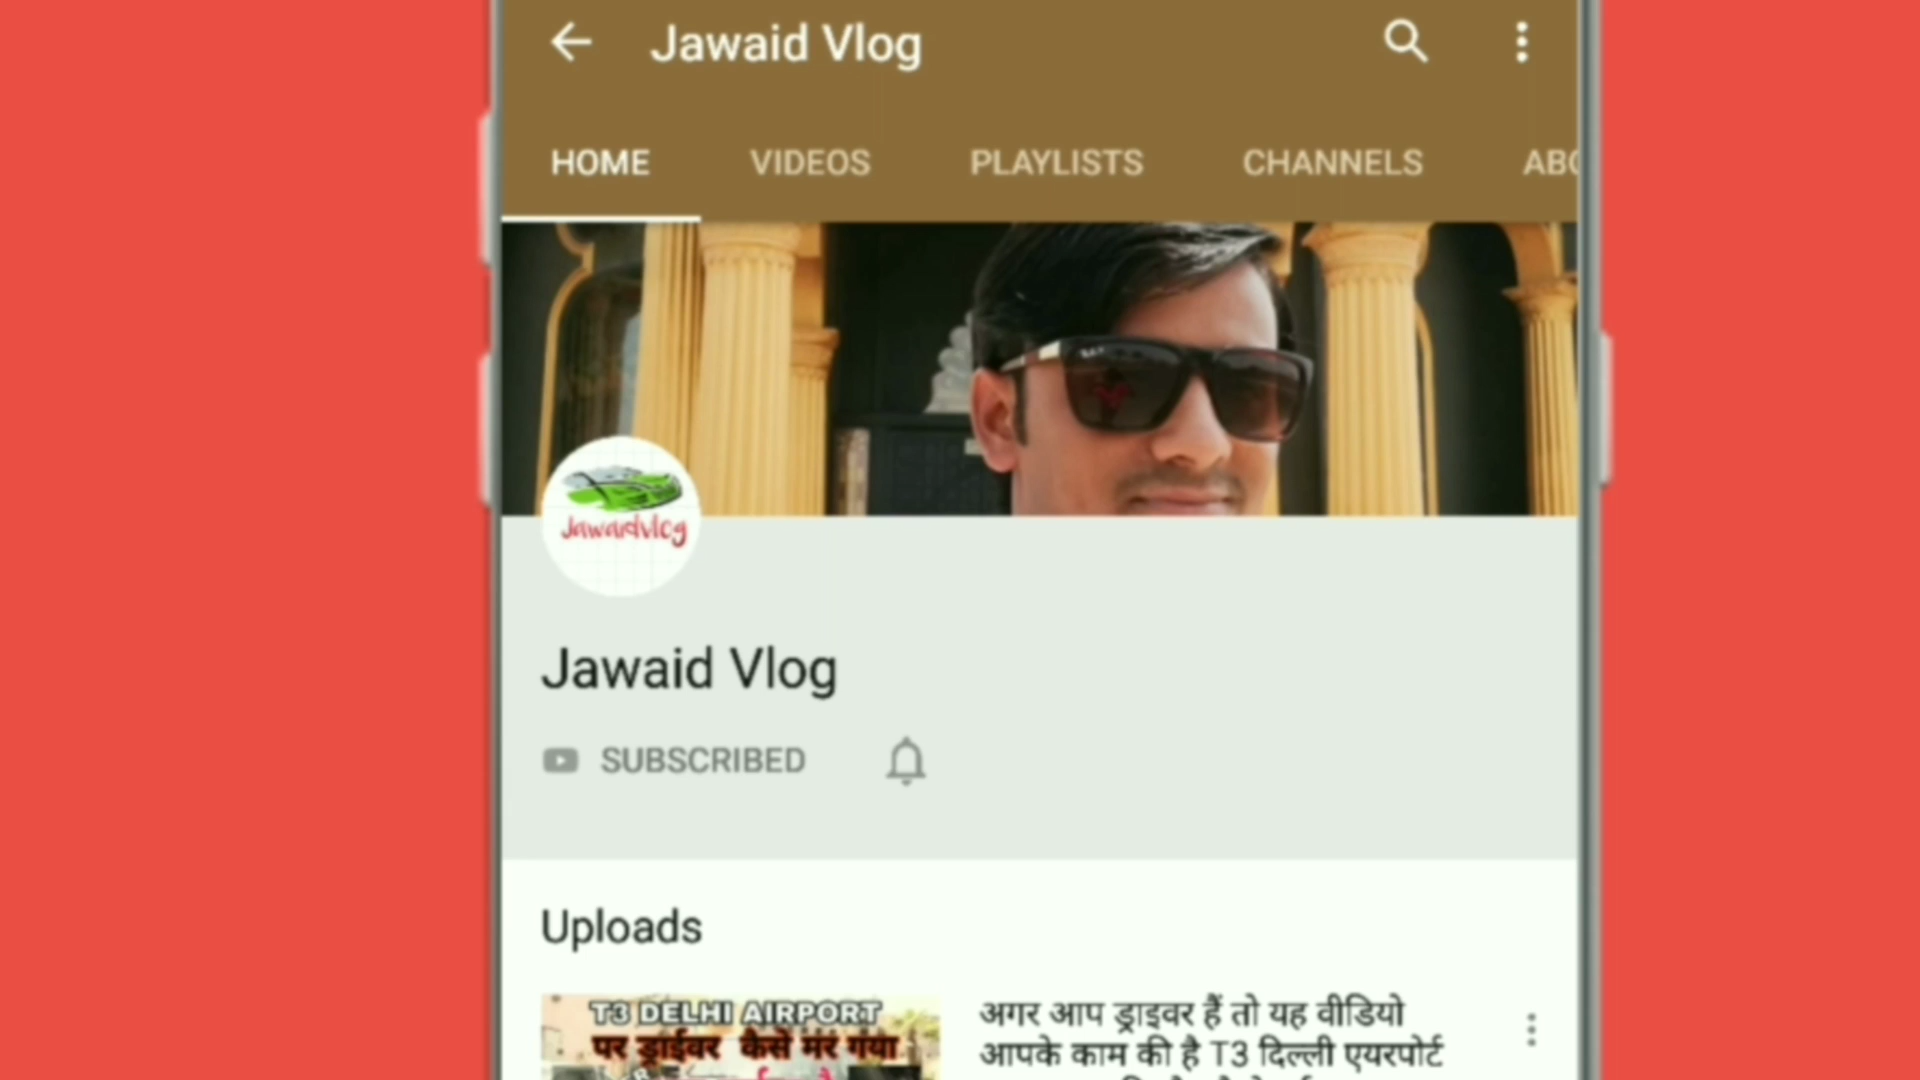 Jawaid Vlog
HOME VIDEOS PLAYLISTS CHANNELS ABO
Jawaidvlog
Jawaid Vlog
SUBSCRIBED
Uploads
T3 DELHI AIRPORT
पर ड्राईवर कैसे मर गया
अगर आप ड्राइवर हैं तो यह वीडियो
आपके काम की है T3 दिल्ली एयरपोर्ट